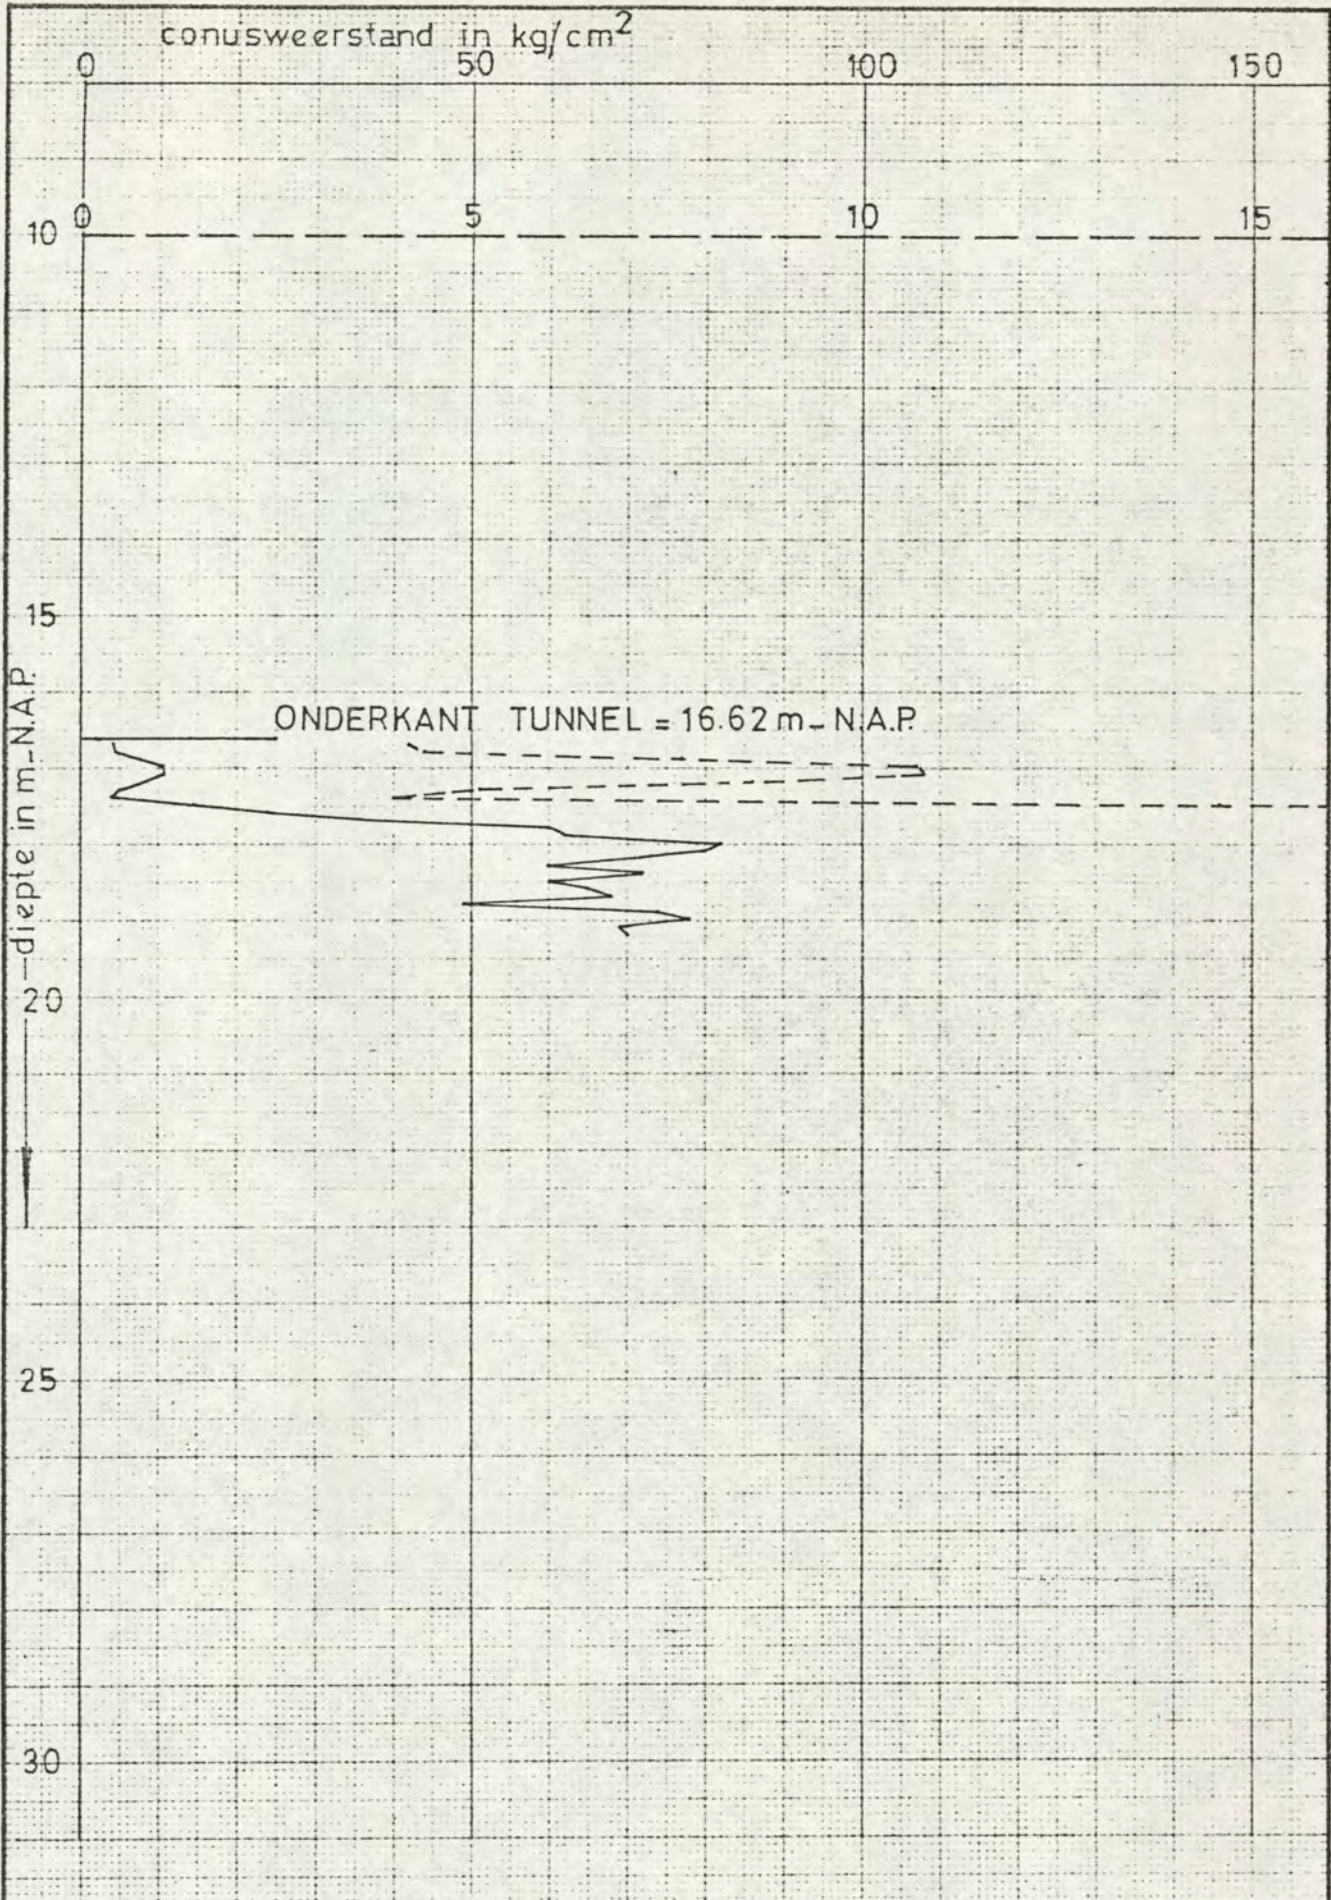 conusweerstand in kg/cm²
0 50 100 150
0 5 10 15
10
15
ONDERKANT TUNNEL = 16.62 m - N.A.P.
diepte in m-N.A.P.
20
25
30